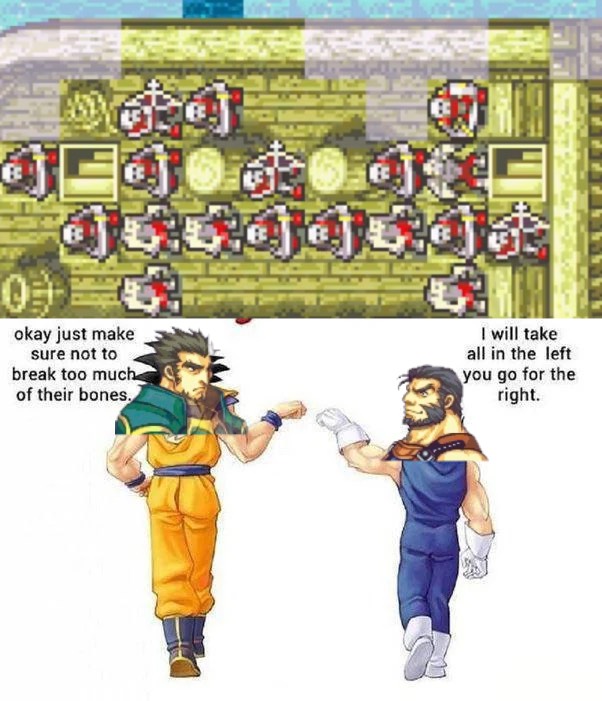 okay just make
sure not to
break too much
of their bones.
I will take
all in the left
you go for the
right.